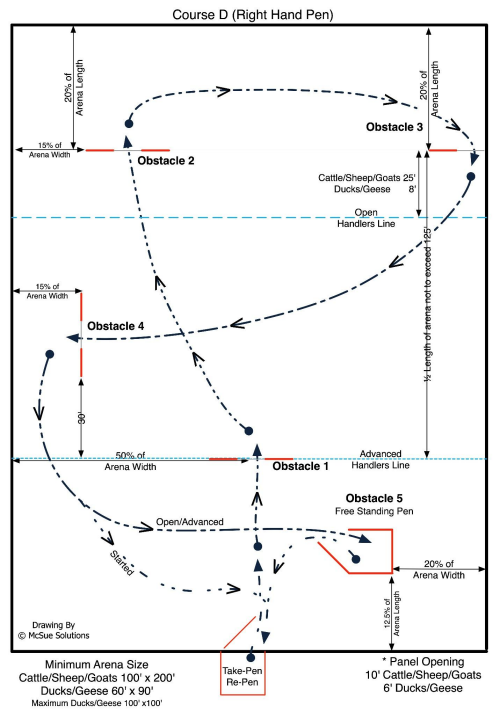 Course D (Right Hand Pen)
20% of
Arena Length
20% of
Arena Length
Obstacle 3
15% of
Arena Width
Obstacle 2
Cattle/Sheep/Goats 25'
Ducks/Geese 8'
Open
Handlers Line
½ Length of arena not to exceed 125'
15% of
Arena Width
Obstacle 4
30'
50% of
Arena Width
Obstacle 1
Advanced
Handlers Line
Obstacle 5
Free Standing Pen
Open/Advanced
Started
20% of
Arena Width
12.5% of
Arena Length
Drawing By
© McSue Solutions
Take-Pen
Re-Pen
Minimum Arena Size
Cattle/Sheep/Goats 100' x 200'
Ducks/Geese 60' x 90'
Maximum Ducks/Geese 100' x100'
* Panel Opening
10' Cattle/Sheep/Goats
6' Ducks/Geese